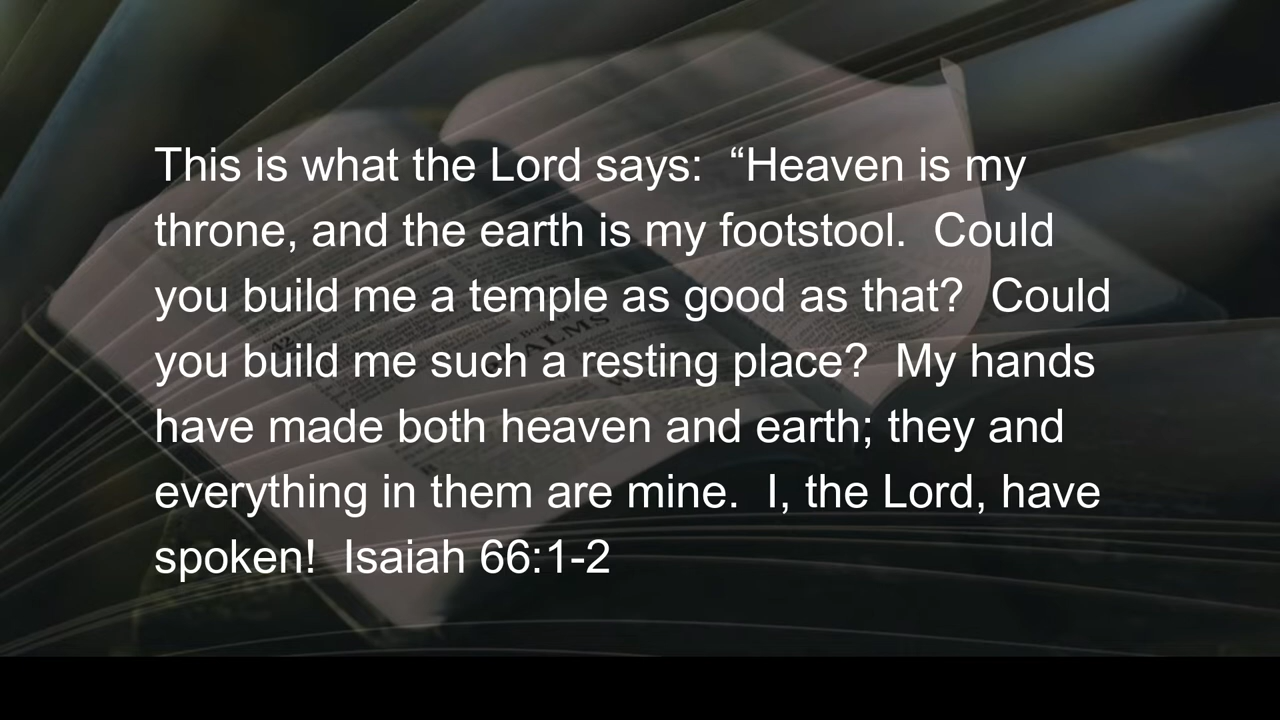 This is what the Lord says:  “Heaven is my
throne, and the earth is my footstool.  Could
you build me a temple as good as that?  Could
you build me such a resting place?  My hands
have made both heaven and earth; they and
everything in them are mine.  I, the Lord, have
spoken!  Isaiah 66:1-2